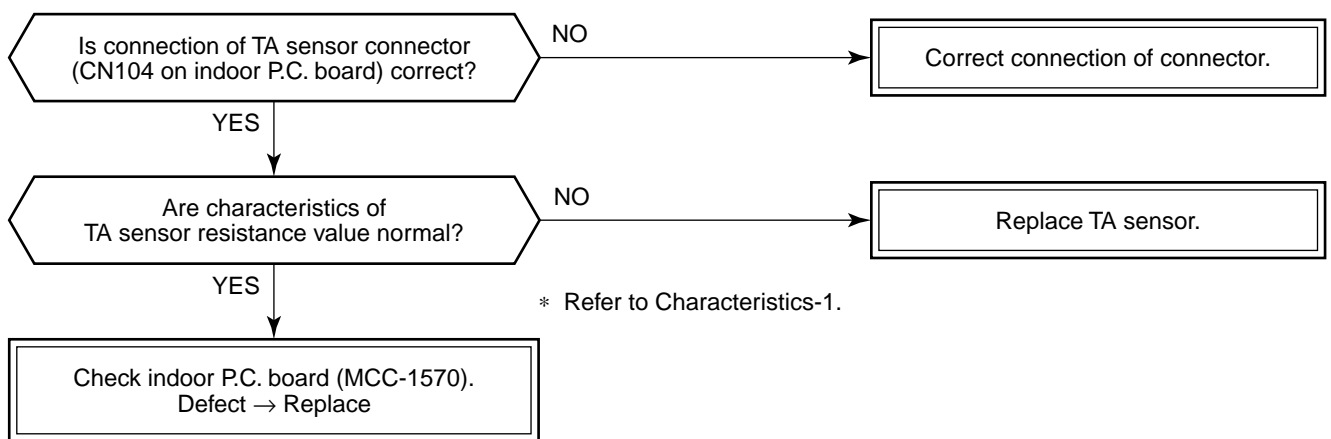 Is connection of TA sensor connector
(CN104 on indoor P.C. board) correct?
NO
Correct connection of connector.
YES
Are characteristics of
TA sensor resistance value normal?
NO
Replace TA sensor.
YES
* Refer to Characteristics-1.
Check indoor P.C. board (MCC-1570).
Defect → Replace